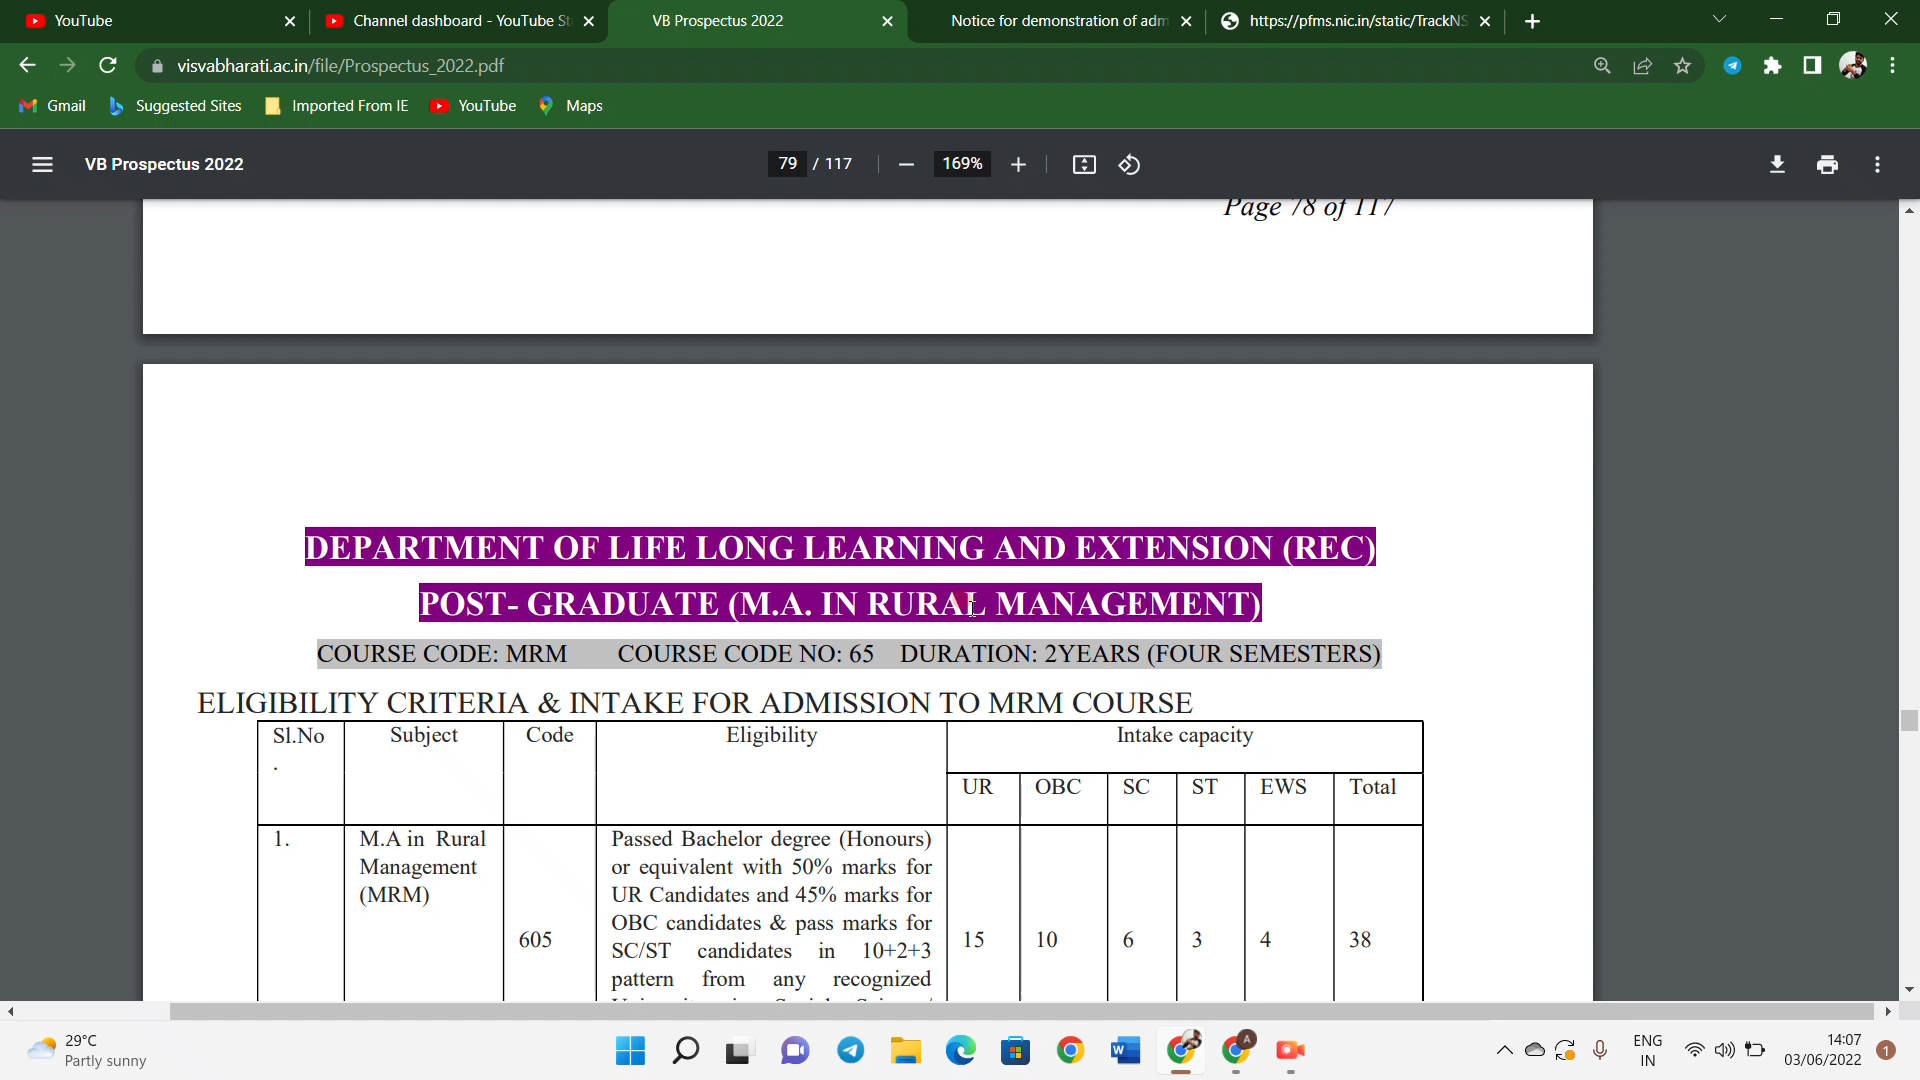 YouTube
Channel dashboard - YouTube St
VB Prospectus 2022
Notice for demonstration of adm
https://pfms.nic.in/static/TrackNS
visvabharati.ac.in/file/Prospectus_2022.pdf
Gmail
Suggested Sites
Imported From IE
YouTube
Maps
VB Prospectus 2022
79 / 117
169%
Page 78 of 117
DEPARTMENT OF LIFE LONG LEARNING AND EXTENSION (REC)
POST- GRADUATE (M.A. IN RURAL MANAGEMENT)
COURSE CODE: MRM COURSE CODE NO: 65 DURATION: 2YEARS (FOUR SEMESTERS)
ELIGIBILITY CRITERIA & INTAKE FOR ADMISSION TO MRM COURSE
Sl.No
.
Subject
Code
Eligibility
Intake capacity
UR OBC SC ST EWS Total
1.
M.A in Rural
Management
(MRM)
605
Passed Bachelor degree (Honours)
or equivalent with 50% marks for
UR Candidates and 45% marks for
OBC candidates & pass marks for
SC/ST candidates in 10+2+3
pattern from any recognized
15 10 6 3 4 38
29°C
Partly sunny
A
ENG
IN
14:07
03/06/2022
1